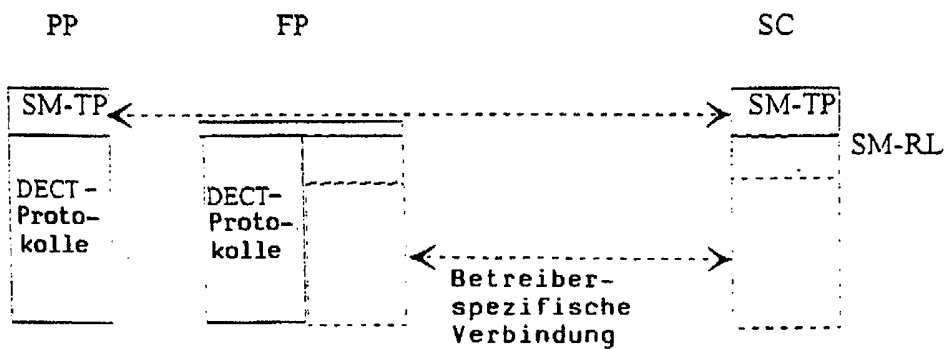 PP FP SC
SM-TP SM-TP
SM-RL
DECT-
Proto-
kolle
DECT-
Proto-
kolle
Betreiber-
spezifische
Verbindung